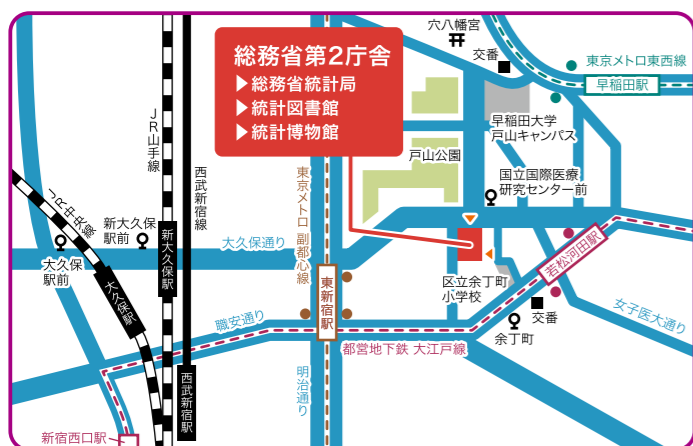 総務省第2庁舎
▶総務省統計局
▶統計図書館
▶統計博物館
穴八幡宮
交番
東京メトロ東西線
早稲田駅
早稲田大学
戸山キャンパス
戸山公園
国立国際医療
研究センター前
JR山手線
西武新宿線
東京メトロ 副都心線
JR中央線
新大久保
駅前
大久保
駅前
新大久保駅
大久保駅
大久保通り
若松河田駅
区立余丁町
小学校
交番
余丁町
女子医大通り
東新宿駅
職安通り
都営地下鉄 大江戸線
明治通り
西武新宿駅
新宿西口駅